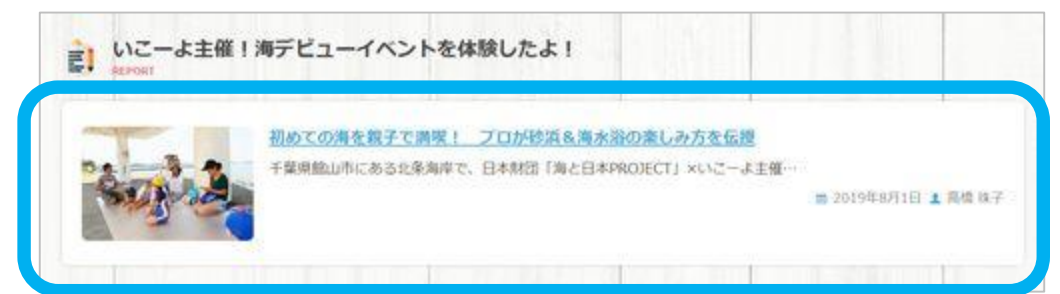 いこーよ主催！海デビューイベントを体験したよ！
REPORT
初めての海を親子で満喫！　プロが砂浜＆海水浴の楽しみ方を伝授
千葉県館山市にある北条海岸で、日本財団「海と日本PROJECT」×いこーよ主催…
2019年8月1日 高橋 珠子